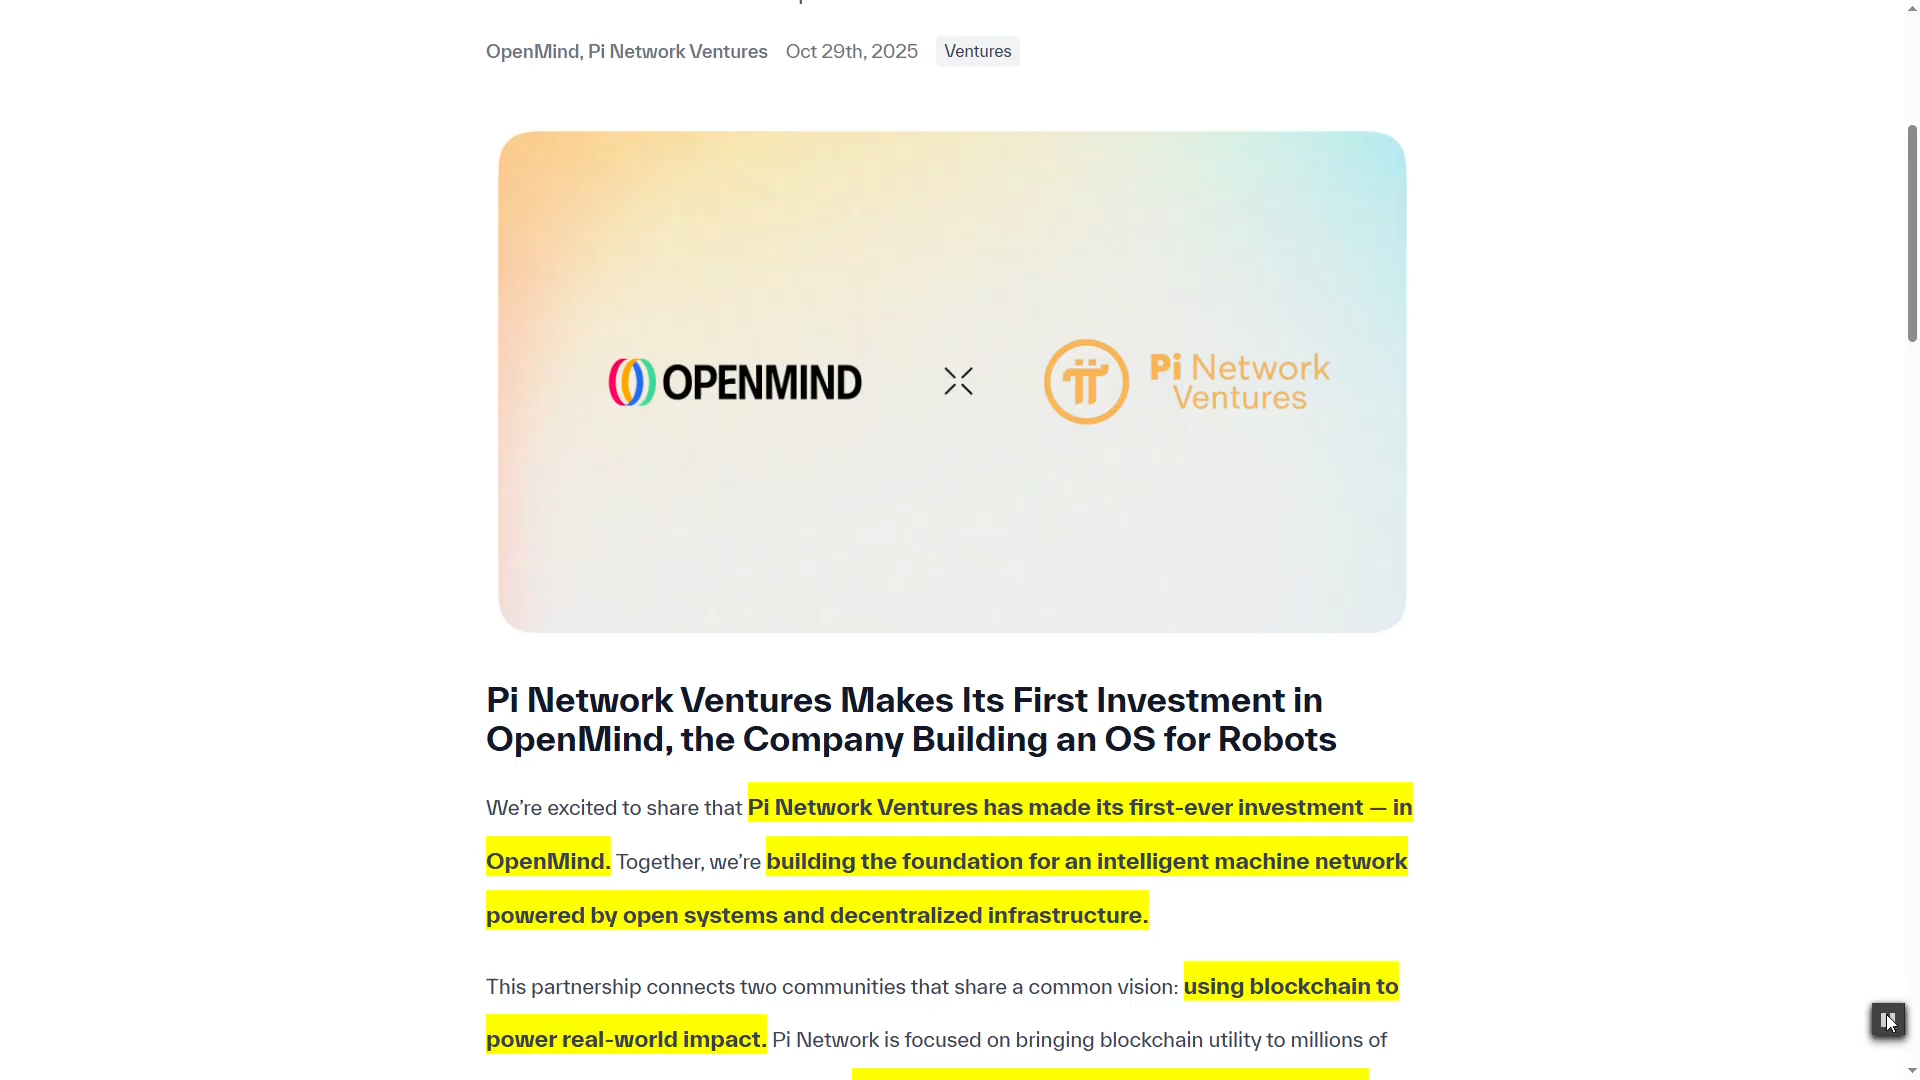 OpenMind, Pi Network Ventures Oct 29th, 2025 Ventures
OPENMIND
Pi Network
Ventures
Pi Network Ventures Makes Its First Investment in
OpenMind, the Company Building an OS for Robots
We’re excited to share that Pi Network Ventures has made its first-ever investment — in
OpenMind. Together, we’re building the foundation for an intelligent machine network
powered by open systems and decentralized infrastructure.
This partnership connects two communities that share a common vision: using blockchain to
power real-world impact. Pi Network is focused on bringing blockchain utility to millions of